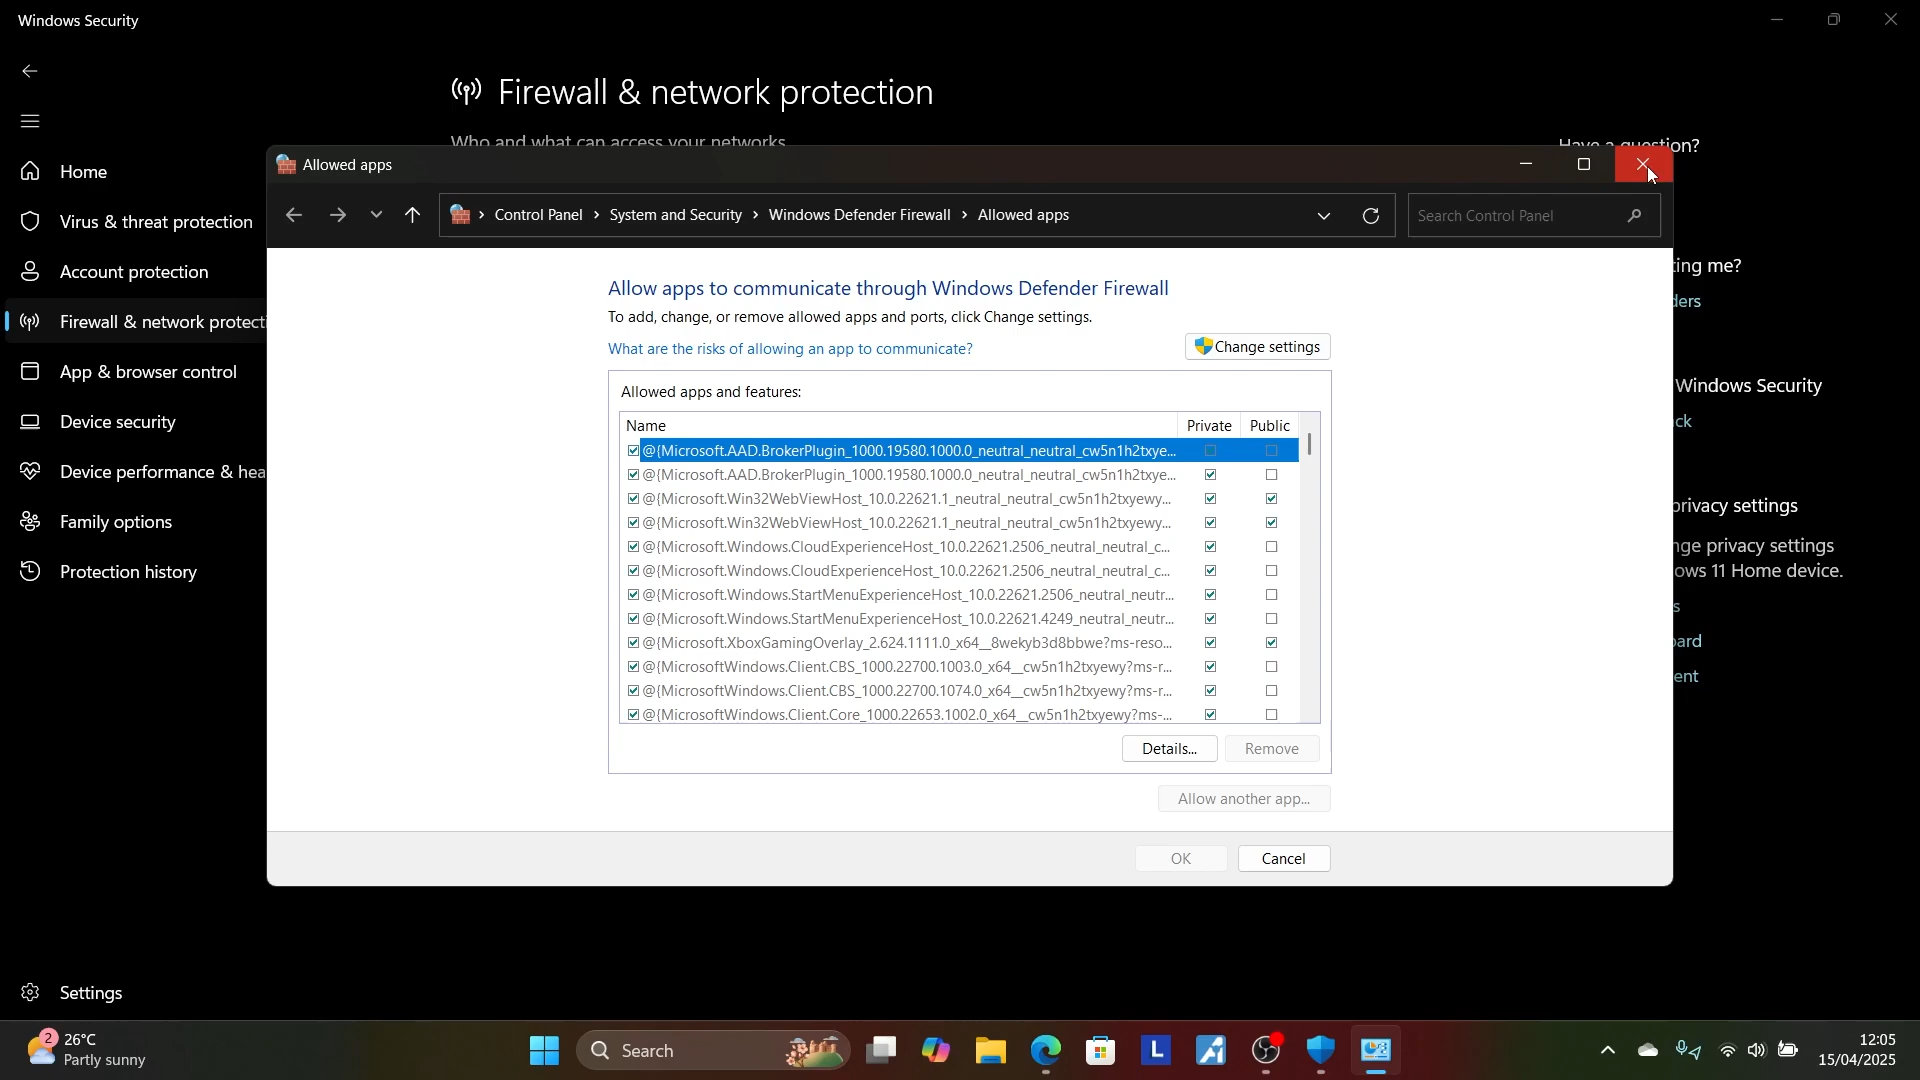 Windows Security
Firewall & network protection
Who and what can access your networks
Have a question?
Home
Virus & threat protection
Account protection
Firewall & network protecti
App & browser control
Device security
Device performance & hea
Family options
Protection history
Settings
Allowed apps
Control Panel > System and Security > Windows Defender Firewall > Allowed apps
Search Control Panel
Allow apps to communicate through Windows Defender Firewall
To add, change, or remove allowed apps and ports, click Change settings.
What are the risks of allowing an app to communicate?
Change settings
Allowed apps and features:
Name Private Public
@{Microsoft.AAD.BrokerPlugin_1000.19580.1000.0_neutral_neutral_cw5n1h2txye...
@{Microsoft.AAD.BrokerPlugin_1000.19580.1000.0_neutral_neutral_cw5n1h2txye...
@{Microsoft.Win32WebViewHost_10.0.22621.1_neutral_neutral_cw5n1h2txyewy...
@{Microsoft.Win32WebViewHost_10.0.22621.1_neutral_neutral_cw5n1h2txyewy...
@{Microsoft.Windows.CloudExperienceHost_10.0.22621.2506_neutral_neutral_c...
@{Microsoft.Windows.CloudExperienceHost_10.0.22621.2506_neutral_neutral_c...
@{Microsoft.Windows.StartMenuExperienceHost_10.0.22621.2506_neutral_neutr...
@{Microsoft.Windows.StartMenuExperienceHost_10.0.22621.4249_neutral_neutr...
@{Microsoft.XboxGamingOverlay_2.624.1111.0_x64__8wekyb3d8bbwe?ms-reso...
@{MicrosoftWindows.Client.CBS_1000.22700.1003.0_x64__cw5n1h2txyewy?ms-r...
@{MicrosoftWindows.Client.CBS_1000.22700.1074.0_x64__cw5n1h2txyewy?ms-r...
@{MicrosoftWindows.Client.Core_1000.22653.1002.0_x64__cw5n1h2txyewy?ms-...
Details... Remove
Allow another app...
OK Cancel
ting me?
ders
Windows Security
ck
privacy settings
nge privacy settings
ows 11 Home device.
s
oard
ent
2
26°C
Partly sunny
Search
L
12:05
15/04/2025